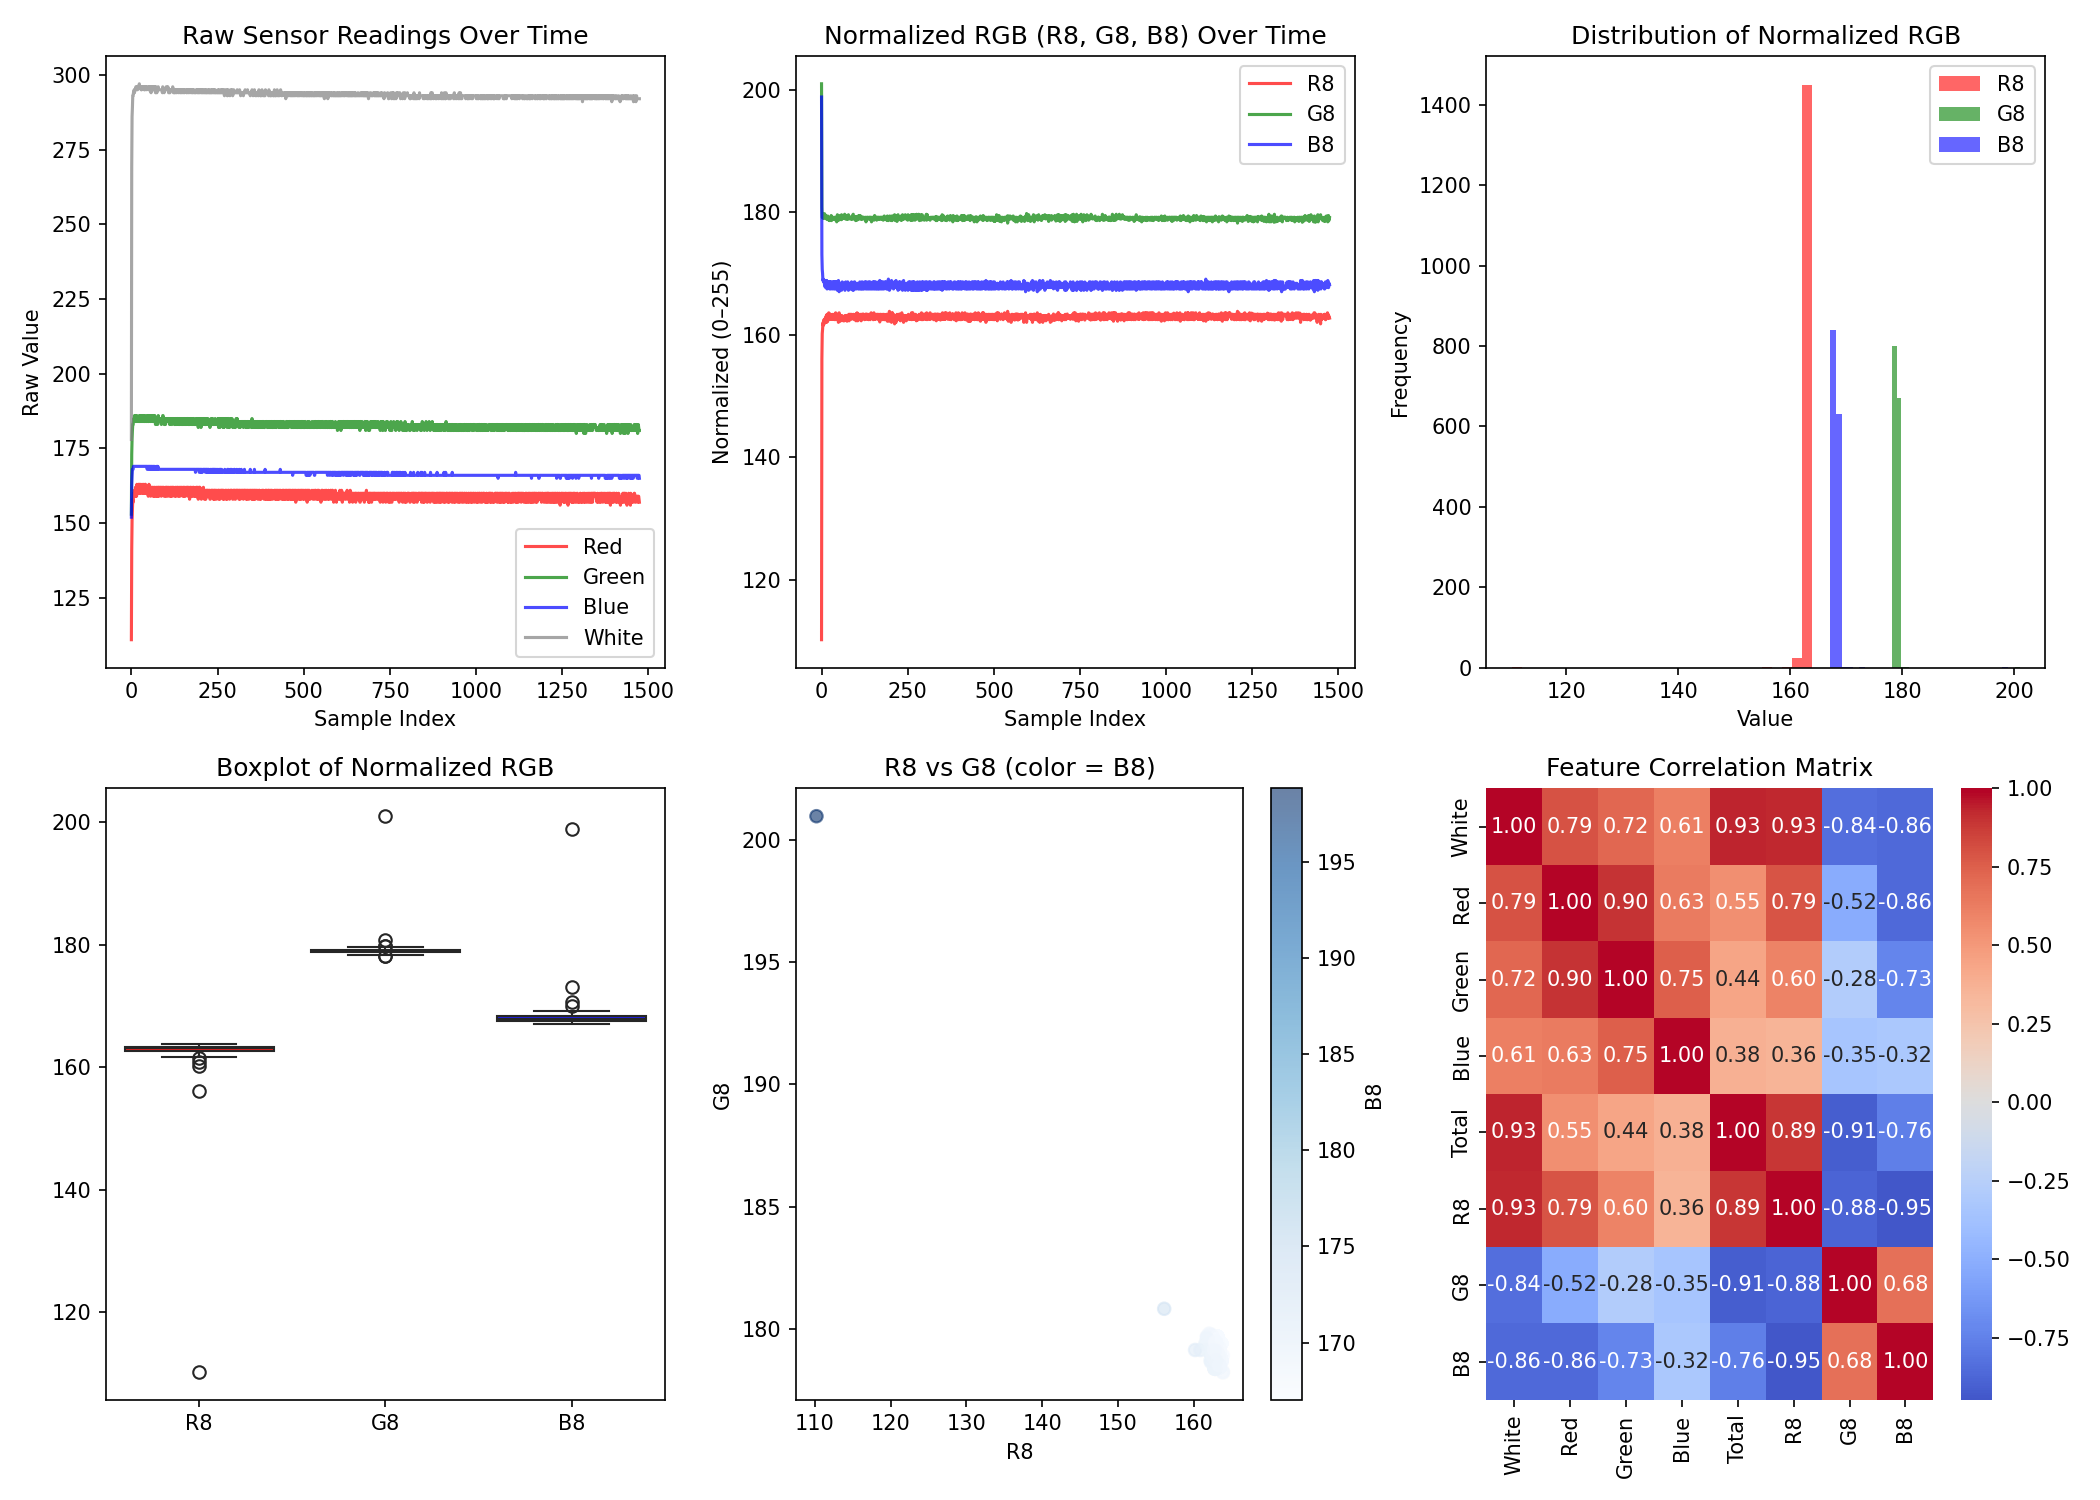 Raw Sensor Readings Over Time
300
275
250
225
200
175
150
125
Raw Value
Red
Green
Blue
White
0 250 500 750 1000 1250 1500
Sample Index
Normalized RGB (R8, G8, B8) Over Time
200
180
160
140
120
Normalized (0–255)
R8
G8
B8
0 250 500 750 1000 1250 1500
Sample Index
Distribution of Normalized RGB
1400
1200
1000
800
600
400
200
0
Frequency
R8
G8
B8
120 140 160 180 200
Value
Boxplot of Normalized RGB
200
180
160
140
120
R8 G8 B8
R8 vs G8 (color = B8)
200
195
190
185
180
G8
110 120 130 140 150 160
R8
195
190
185
180
175
170
B8
Feature Correlation Matrix
White 1.00 0.79 0.72 0.61 0.93 0.93 -0.84 -0.86
Red 0.79 1.00 0.90 0.63 0.55 0.79 -0.52 -0.86
Green 0.72 0.90 1.00 0.75 0.44 0.60 -0.28 -0.73
Blue 0.61 0.63 0.75 1.00 0.38 0.36 -0.35 -0.32
Total 0.93 0.55 0.44 0.38 1.00 0.89 -0.91 -0.76
R8 0.93 0.79 0.60 0.36 0.89 1.00 -0.88 -0.95
G8 -0.84 -0.52 -0.28 -0.35 -0.91 -0.88 1.00 0.68
B8 -0.86 -0.86 -0.73 -0.32 -0.76 -0.95 0.68 1.00
White Red Green Blue Total R8 G8 B8
1.00
0.75
0.50
0.25
0.00
−0.25
−0.50
−0.75